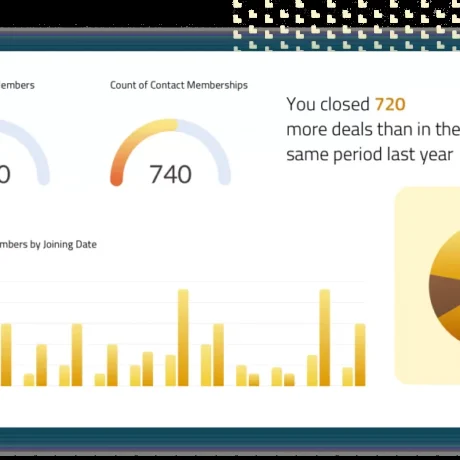 embers
Count of Contact Memberships
0
740
You closed 720
more deals than in the
same period last year
mbers by Joining Date